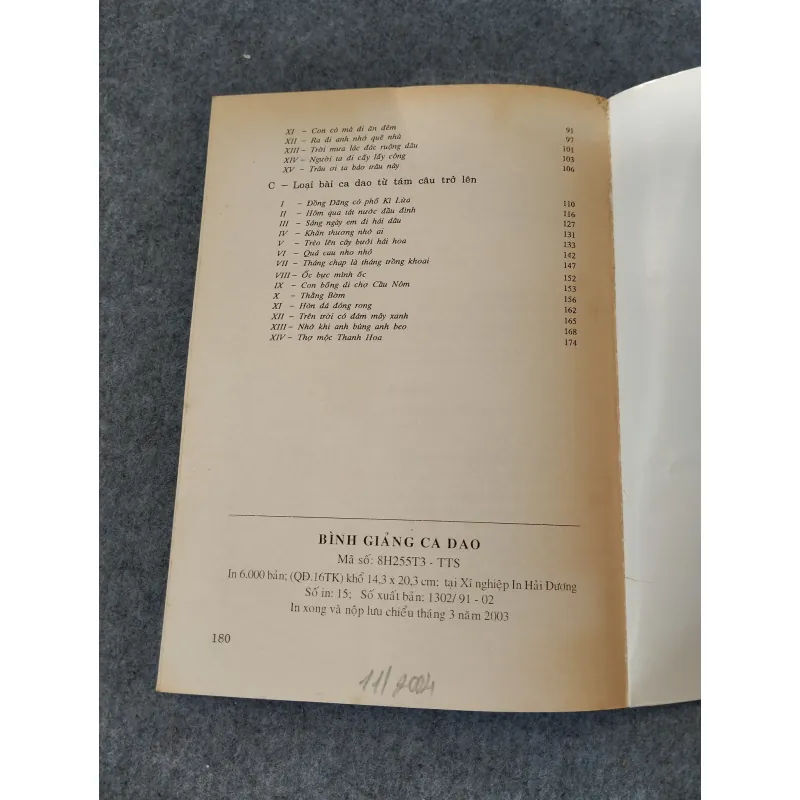 XI – Con cò mà đi ăn đêm 91
XII – Ra đi anh nhớ quê nhà 97
XIII – Trời mưa lác đác ruộng dâu 101
XIV – Người ta đi cấy lấy công 103
XV – Trâu ơi ta bảo trâu này 106
C – Loại bài ca dao từ tám câu trở lên
I – Đồng Đăng có phố Kì Lừa 110
II – Hôm qua tát nước đầu đình 116
III – Sáng ngày em đi hái dâu 127
IV – Khăn thương nhớ ai 131
V – Trèo lên cây bưởi hái hoa 133
VI – Quả cau nho nhỏ 142
VII – Tháng chạp là tháng trồng khoai 147
VIII – Ốc bực mình ốc 152
IX – Con bống đi chợ Cầu Nôm 153
X – Thằng Bờm 156
XI – Hòn đá đóng rong 162
XII – Trên trời có đám mây xanh 165
XIII – Nhớ khi anh bủng anh beo 168
XIV – Thợ mộc Thanh Hoa 174
BÌNH GIẢNG CA DAO
Mã số: 8H255T3 - TTS
In 6.000 bản; (QĐ.16TK) khổ 14,3 x 20,3 cm; tại Xí nghiệp In Hải Dương
Số in: 15; Số xuất bản: 1302/ 91 - 02
In xong và nộp lưu chiểu tháng 3 năm 2003
180
11/2004